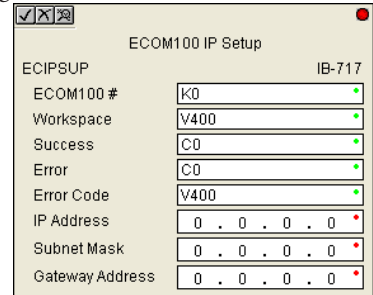 ECOM100 IP Setup
ECIPSUP IB-717
ECOM100 # K0
Workspace V400
Success C0
Error C0
Error Code V400
IP Address 0 . 0 . 0 . 0
Subnet Mask 0 . 0 . 0 . 0
Gateway Address 0 . 0 . 0 . 0